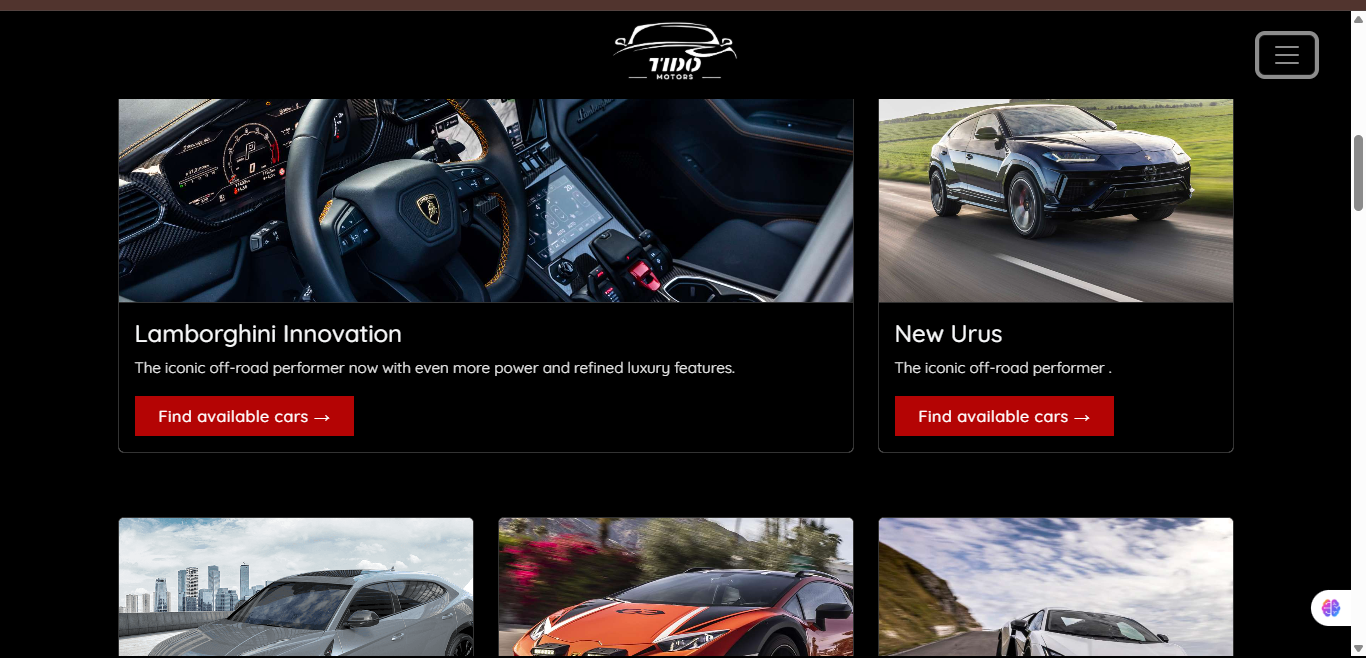 TIDO
MOTORS
Lamborghini Innovation
The iconic off-road performer now with even more power and refined luxury features.
Find available cars →
New Urus
The iconic off-road performer .
Find available cars →